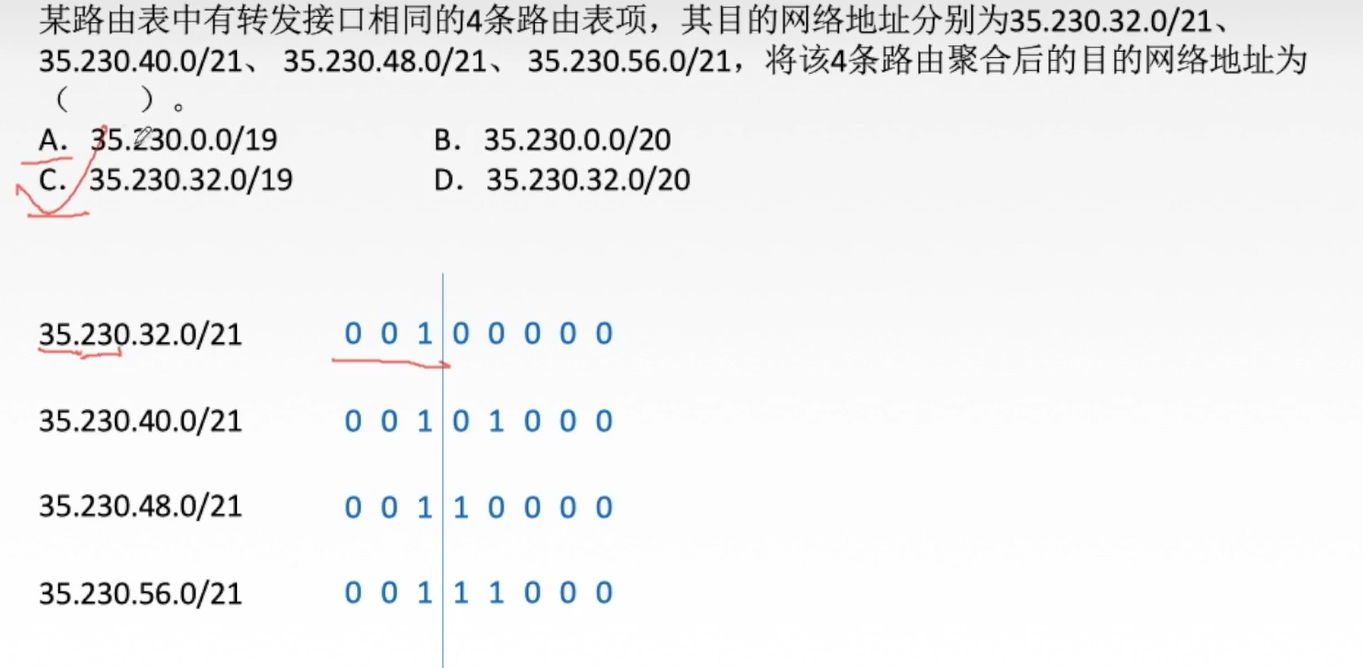 某路由表中有转发接口相同的4条路由表项，其目的网络地址分别为35.230.32.0/21、
35.230.40.0/21、 35.230.48.0/21、 35.230.56.0/21，将该4条路由聚合后的目的网络地址为
（　　）。
A. 35.230.0.0/19 B. 35.230.0.0/20
C. 35.230.32.0/19 D. 35.230.32.0/20
35.230.32.0/21 0 0 1 0 0 0 0 0
35.230.40.0/21 0 0 1 0 1 0 0 0
35.230.48.0/21 0 0 1 1 0 0 0 0
35.230.56.0/21 0 0 1 1 1 0 0 0